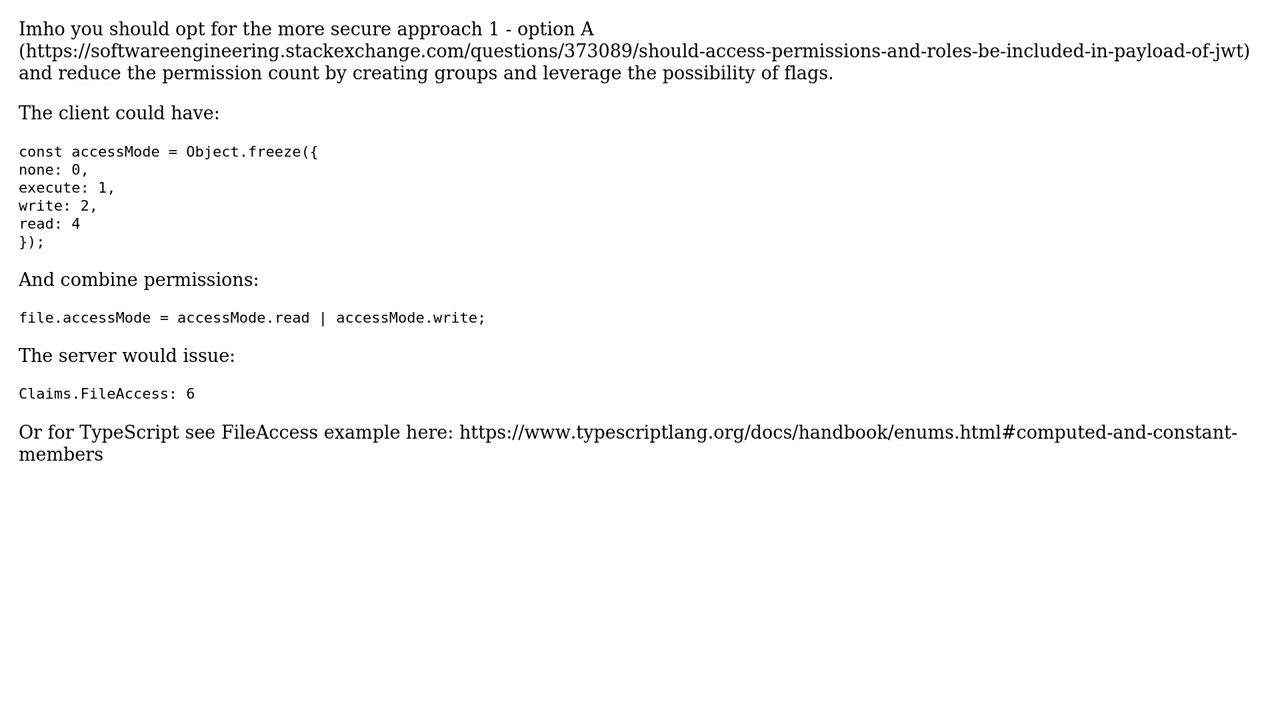 Imho you should opt for the more secure approach 1 - option A
(https://softwareengineering.stackexchange.com/questions/373089/should-access-permissions-and-roles-be-included-in-payload-of-jwt)
and reduce the permission count by creating groups and leverage the possibility of flags.
The client could have:
const accessMode = Object.freeze({
none: 0,
execute: 1,
write: 2,
read: 4
});
And combine permissions:
file.accessMode = accessMode.read | accessMode.write;
The server would issue:
Claims.FileAccess: 6
Or for TypeScript see FileAccess example here: https://www.typescriptlang.org/docs/handbook/enums.html#computed-and-constant-
members